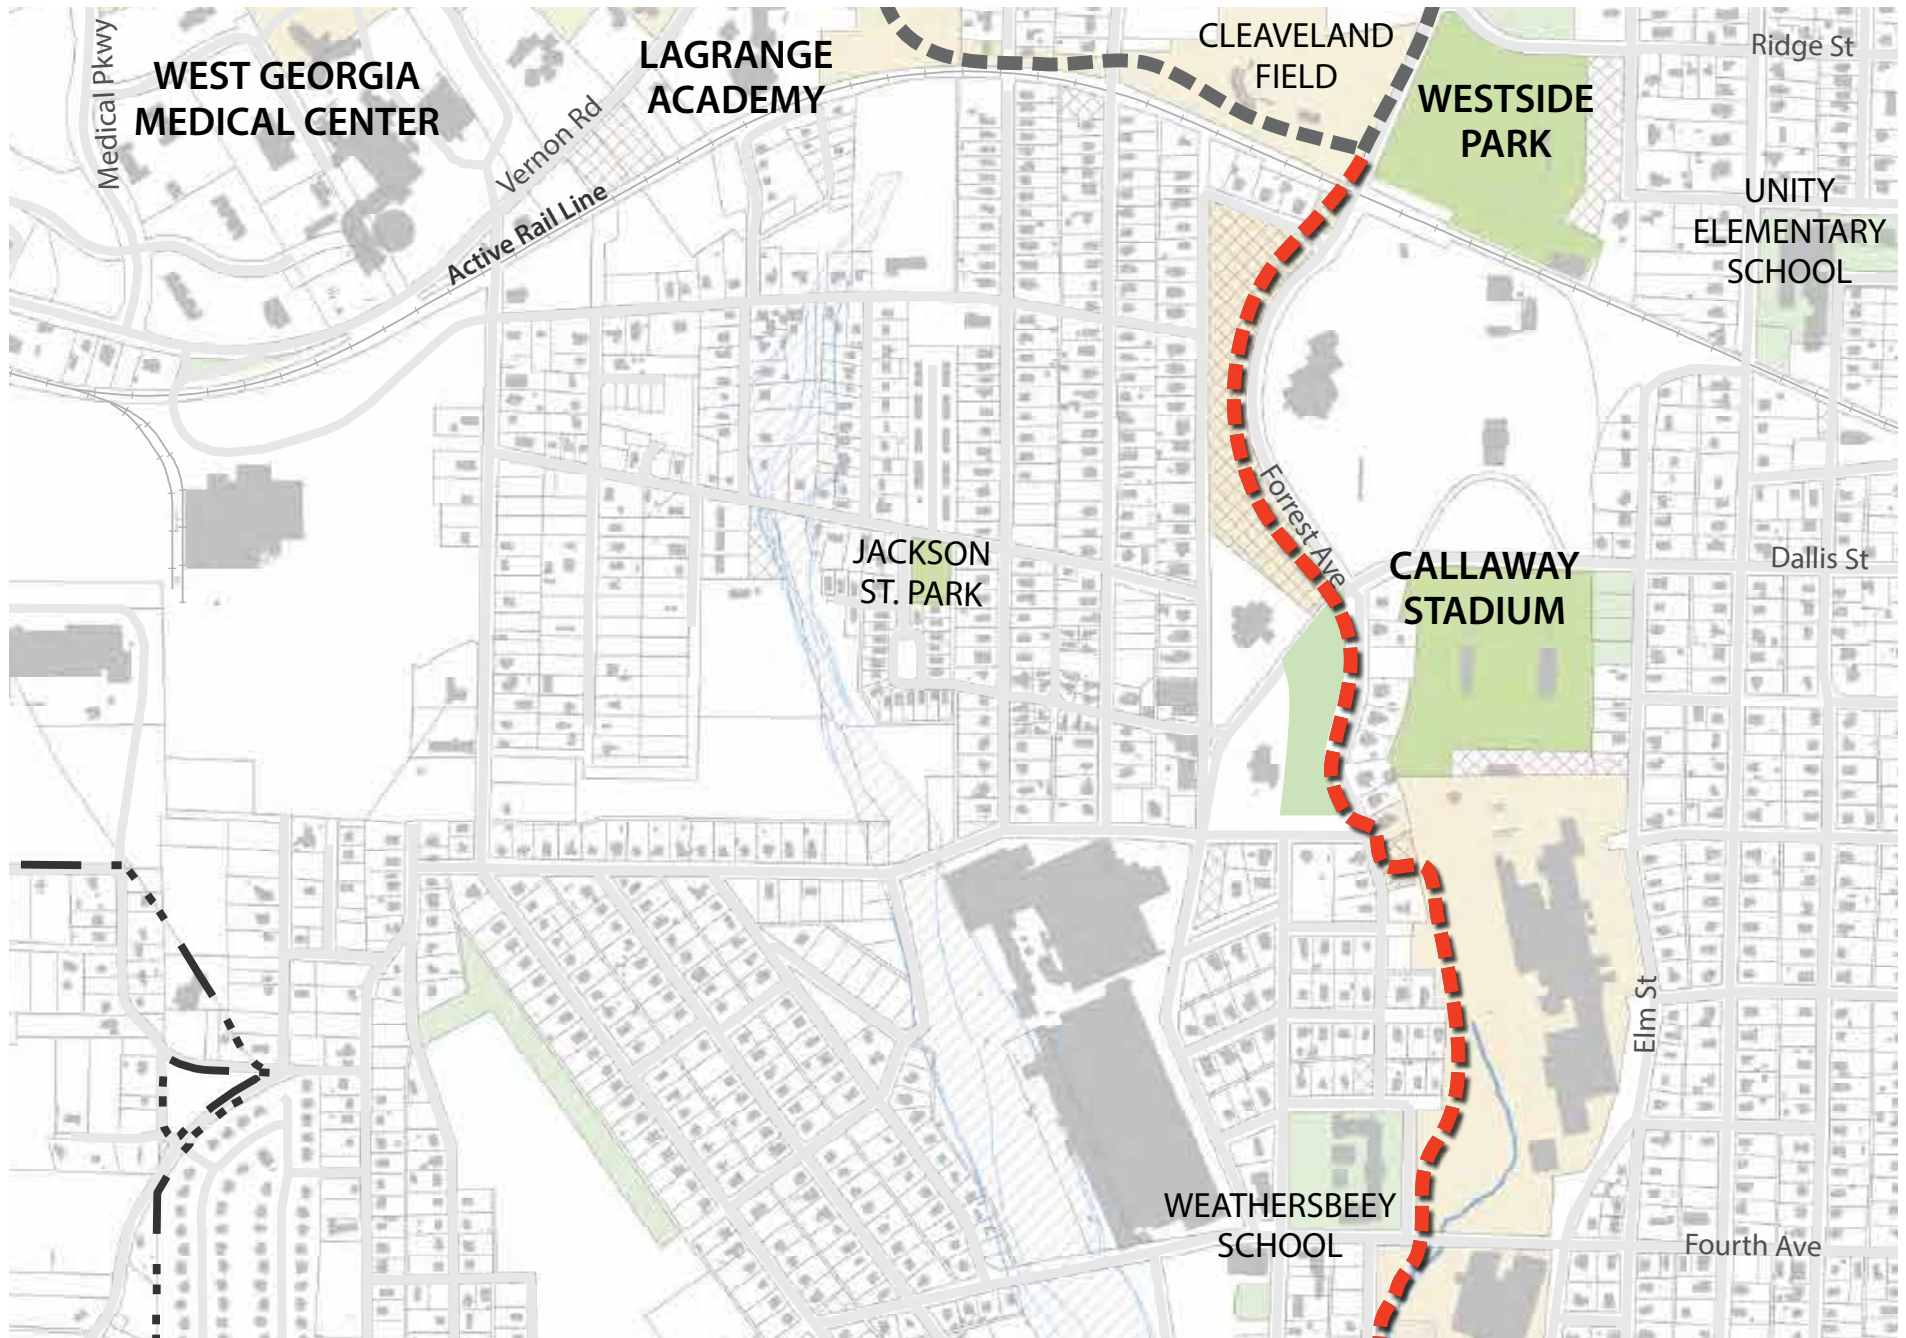 Medical Pkwy
WEST GEORGIA
MEDICAL CENTER
LAGRANGE
ACADEMY
Vernon Rd
Active Rail Line
CLEAVELAND
FIELD
WESTSIDE
PARK
Ridge St
UNITY
ELEMENTARY
SCHOOL
Forrest Ave
JACKSON
ST. PARK
CALLAWAY
STADIUM
Dallis St
Elm St
WEATHERSBEEY
SCHOOL
Fourth Ave